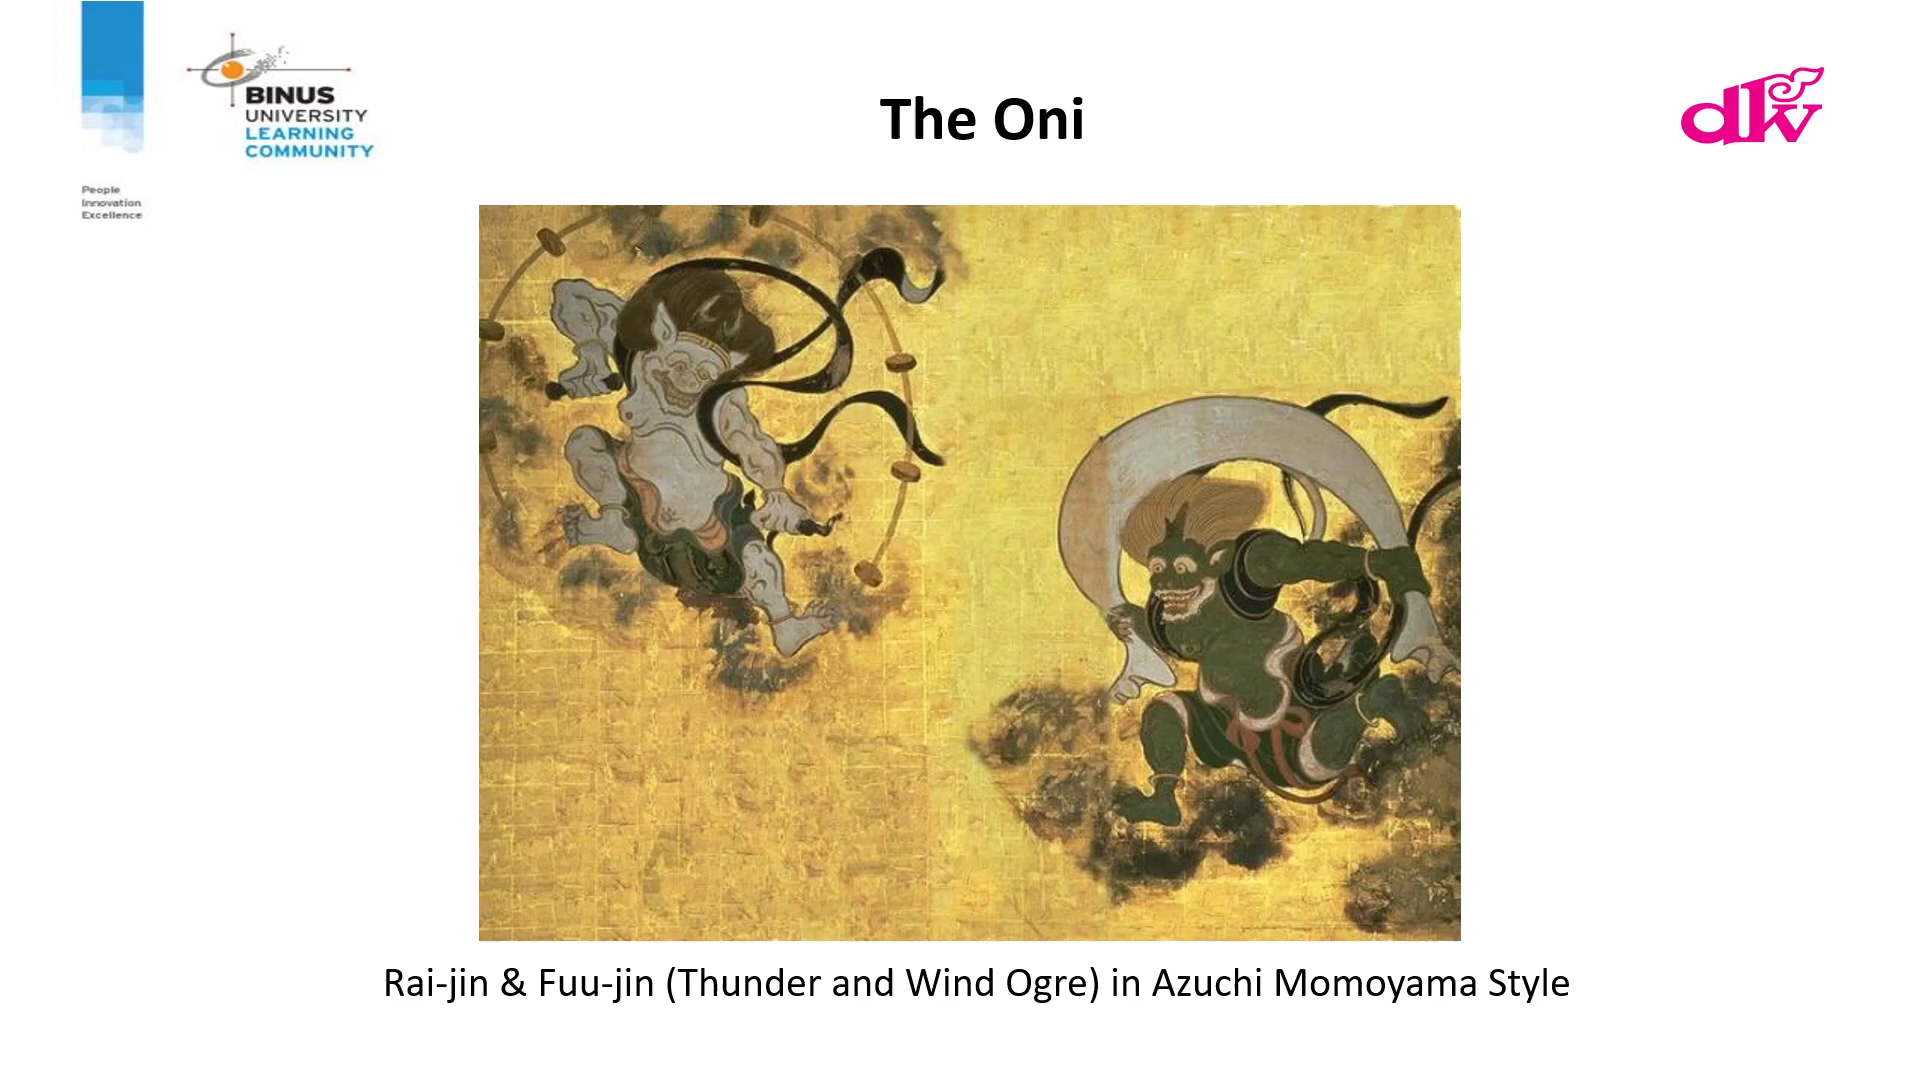 BINUS
UNIVERSITY
LEARNING
COMMUNITY
People
Innovation
Excellence
The Oni
dkv
Rai-jin & Fuu-jin (Thunder and Wind Ogre) in Azuchi Momoyama Style